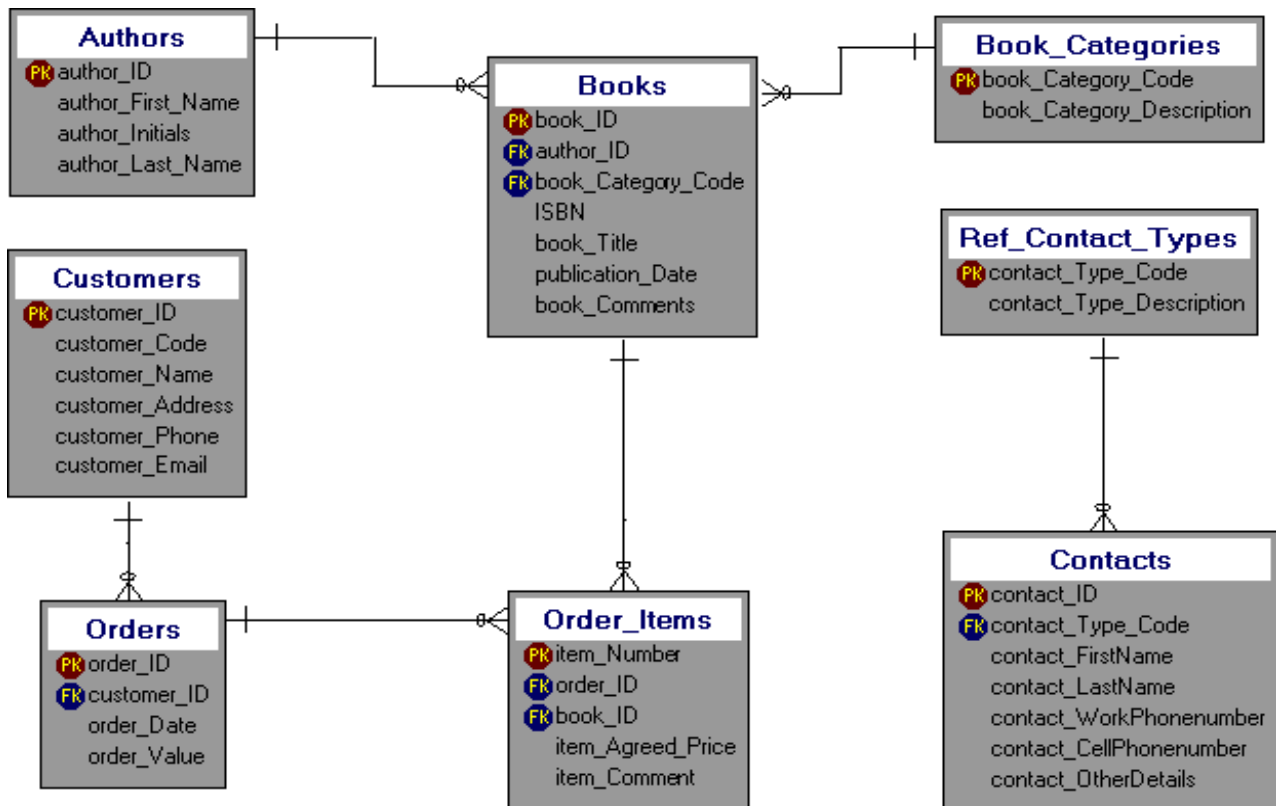 Authors
PK author_ID
author_First_Name
author_Initials
author_Last_Name
Books
PK book_ID
FK author_ID
FK book_Category_Code
ISBN
book_Title
publication_Date
book_Comments
Book_Categories
PK book_Category_Code
book_Category_Description
Customers
PK customer_ID
customer_Code
customer_Name
customer_Address
customer_Phone
customer_Email
Ref_Contact_Types
PK contact_Type_Code
contact_Type_Description
Orders
PK order_ID
FK customer_ID
order_Date
order_Value
Order_Items
PK item_Number
FK order_ID
FK book_ID
item_Agreed_Price
item_Comment
Contacts
PK contact_ID
FK contact_Type_Code
contact_FirstName
contact_LastName
contact_WorkPhonenumber
contact_CellPhonenumber
contact_OtherDetails